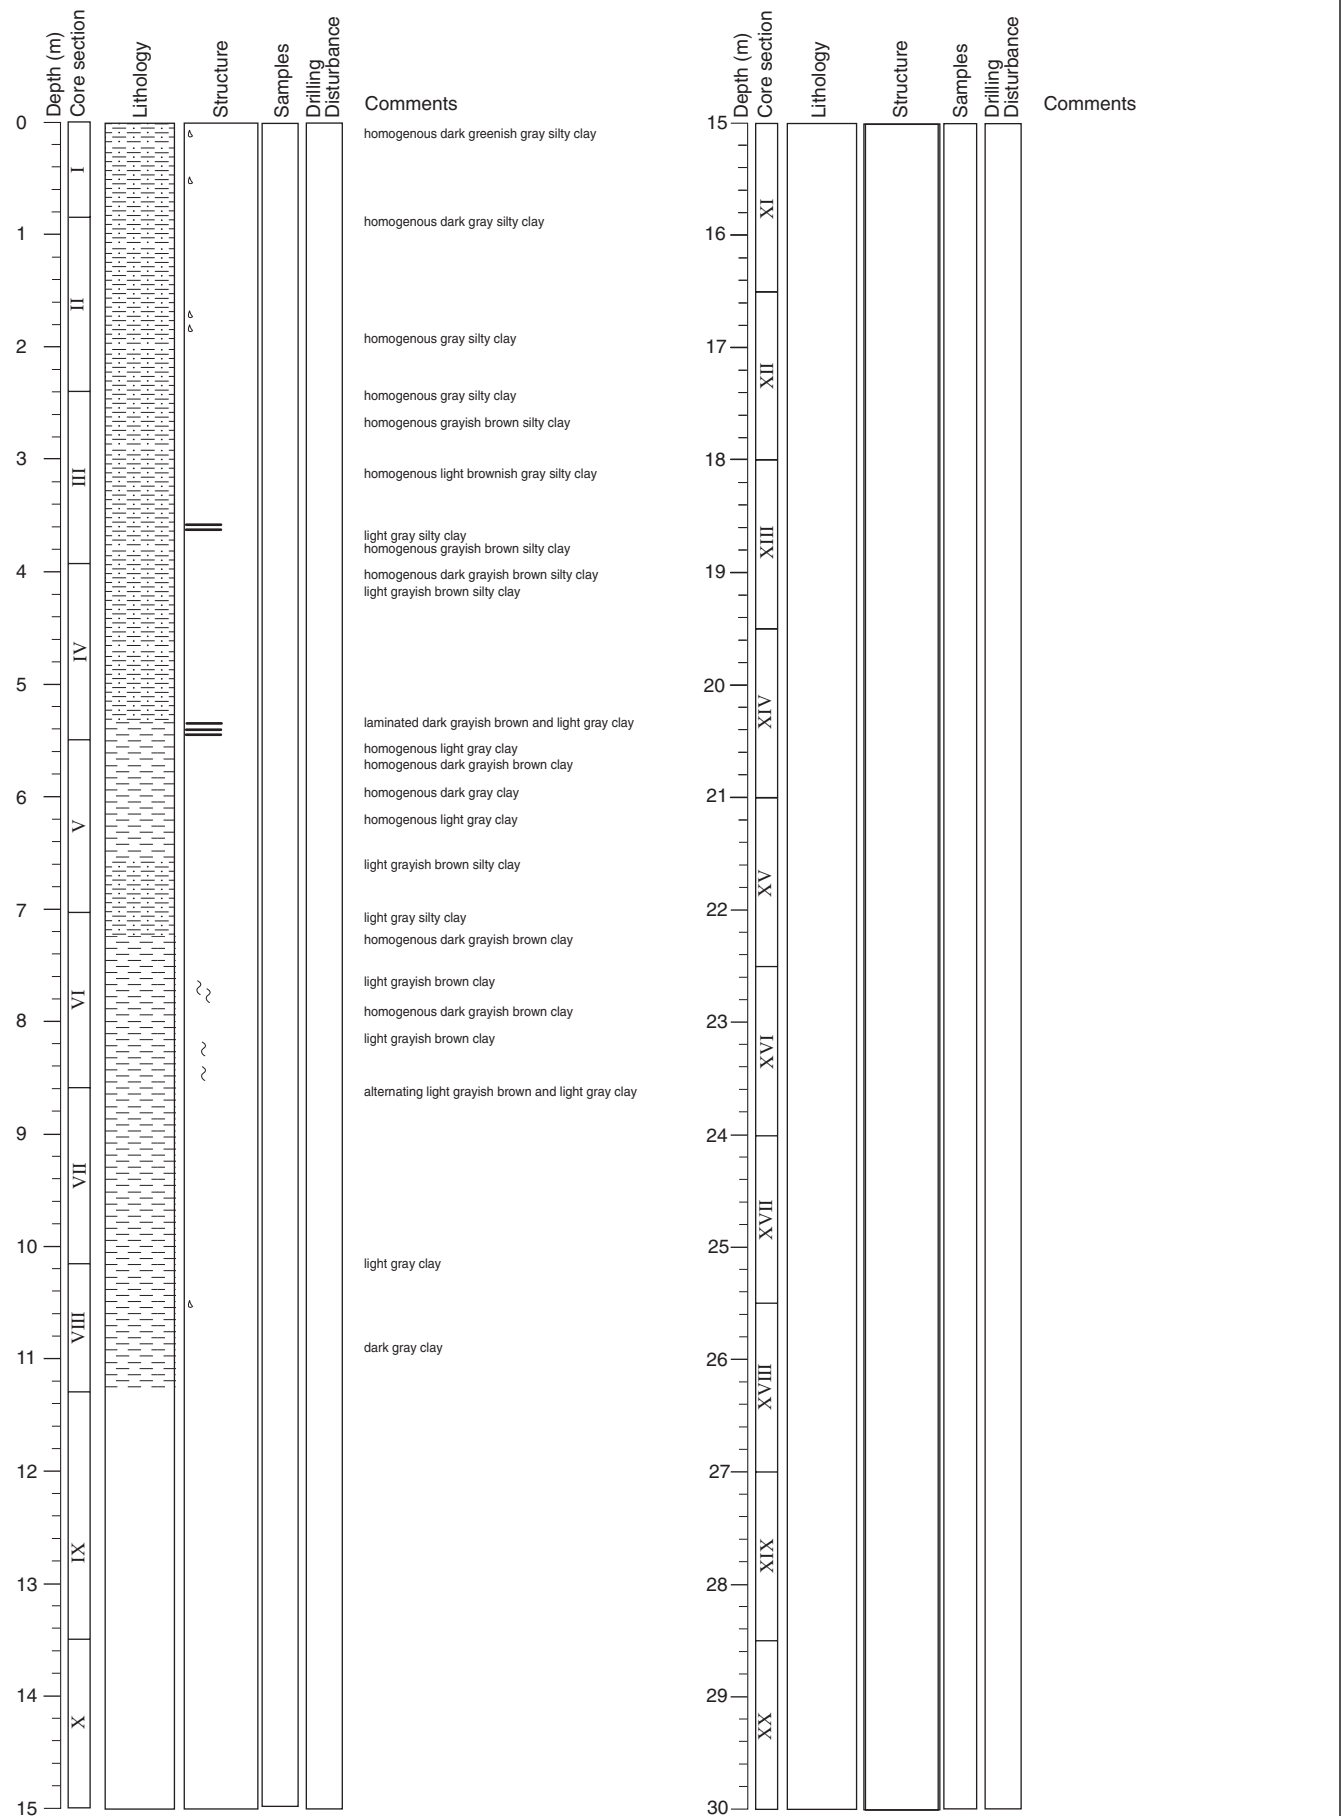 Depth (m)
Core section
Lithology
Structure
Samples
Drilling
Disturbance
Comments
0
1
2
3
4
5
6
7
8
9
10
11
12
13
14
15
I
II
III
IV
V
VI
VII
VIII
IX
X
homogenous dark greenish gray silty clay
homogenous dark gray silty clay
homogenous gray silty clay
homogenous gray silty clay
homogenous grayish brown silty clay
homogenous light brownish gray silty clay
light gray silty clay
homogenous grayish brown silty clay
homogenous dark grayish brown silty clay
light grayish brown silty clay
laminated dark grayish brown and light gray clay
homogenous light gray clay
homogenous dark grayish brown clay
homogenous dark gray clay
homogenous light gray clay
light grayish brown silty clay
light gray silty clay
homogenous dark grayish brown clay
light grayish brown clay
homogenous dark grayish brown clay
light grayish brown clay
alternating light grayish brown and light gray clay
light gray clay
dark gray clay
Depth (m)
Core section
Lithology
Structure
Samples
Drilling
Disturbance
Comments
15
16
17
18
19
20
21
22
23
24
25
26
27
28
29
30
XI
XII
XIII
XIV
XV
XVI
XVII
XVIII
XIX
XX